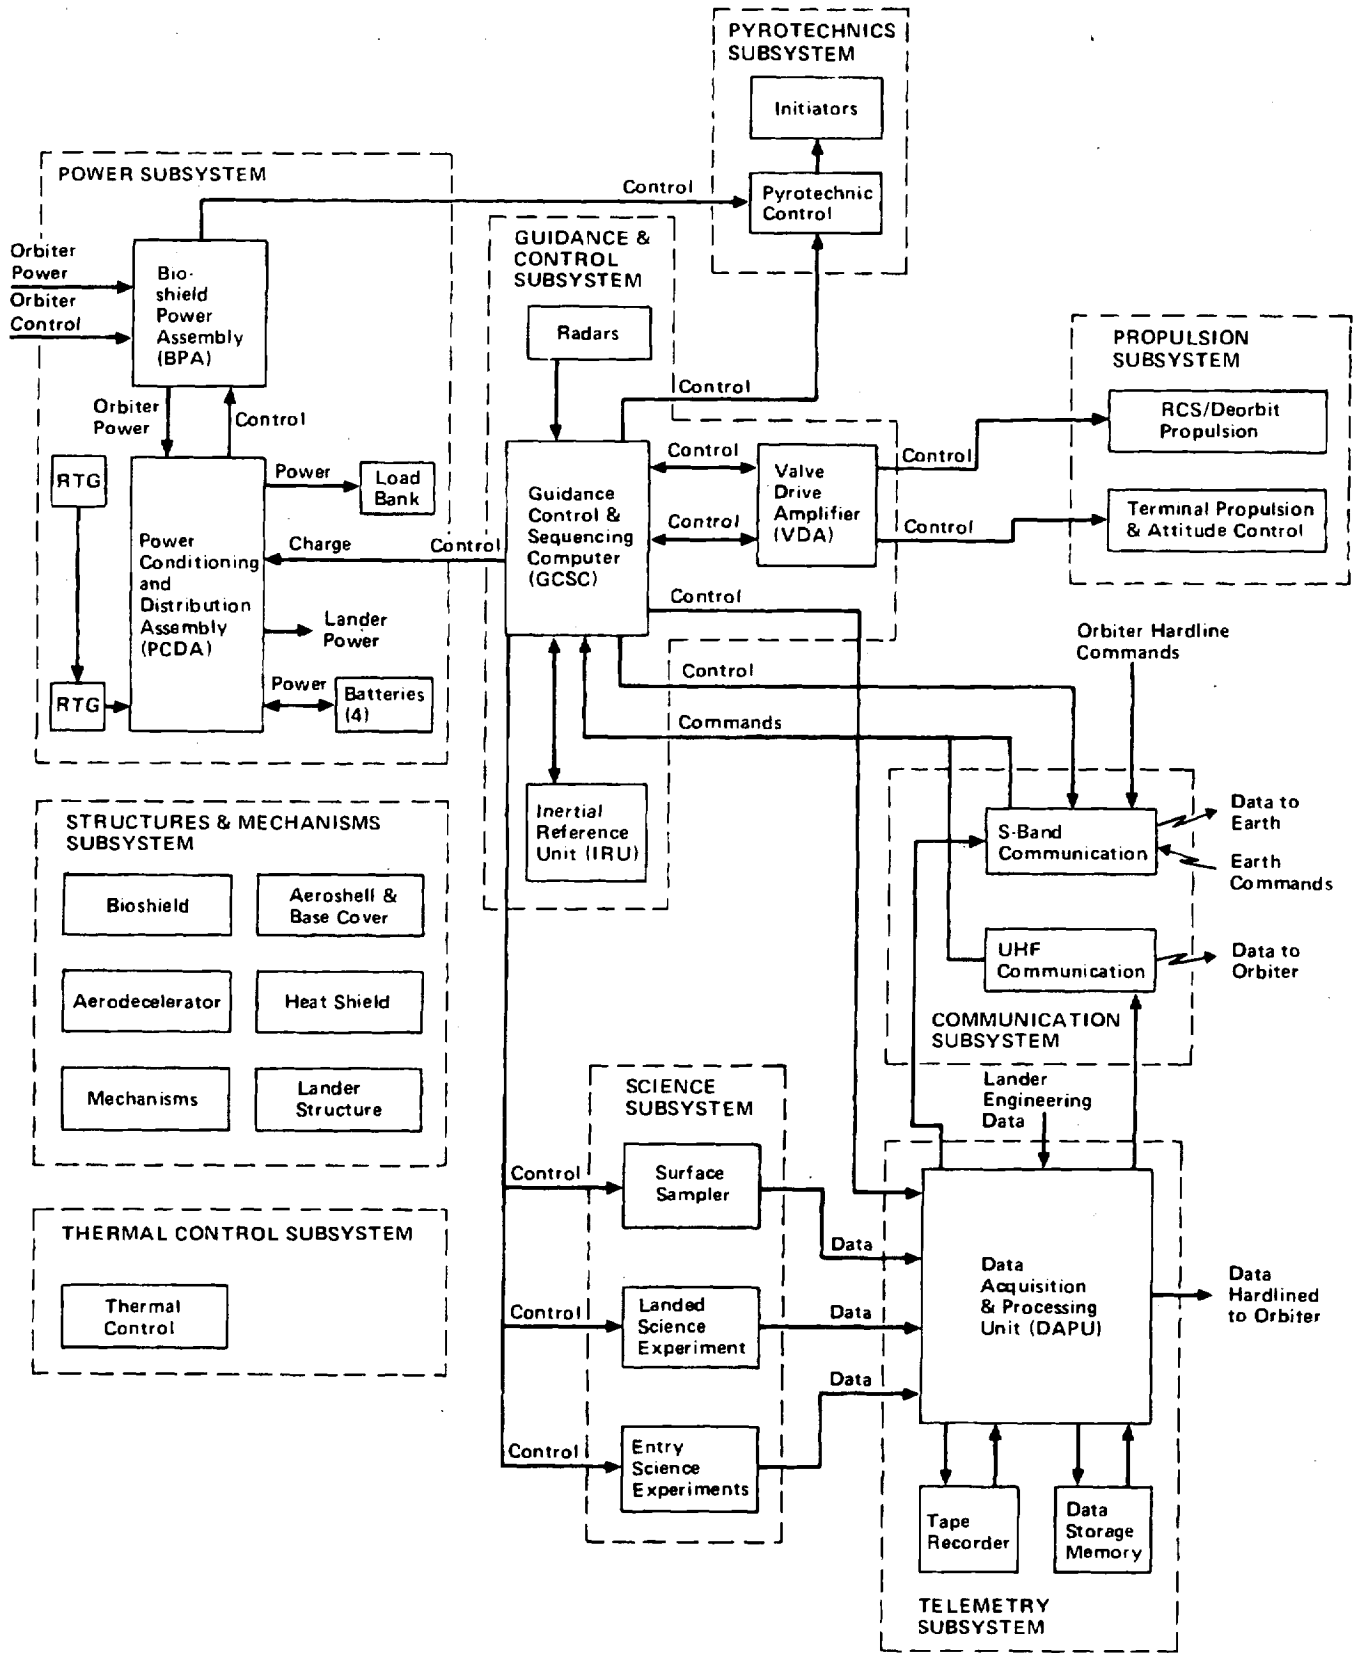 PYROTECHNICS
SUBSYSTEM
Initiators
Pyrotechnic
Control
Control
POWER SUBSYSTEM
Orbiter
Power
Orbiter
Control
Bio-
shield
Power
Assembly
(BPA)
Orbiter
Power
Control
RTG
Power
Load
Bank
Power
Conditioning
and
Distribution
Assembly
(PCDA)
Charge
Control
Lander
Power
RTG
Power
Batteries
(4)
GUIDANCE &
CONTROL
SUBSYSTEM
Radars
Control
Guidance
Control &
Sequencing
Computer
(GCSC)
Control
Control
Valve
Drive
Amplifier
(VDA)
Control
Control
PROPULSION
SUBSYSTEM
RCS/Deorbit
Propulsion
Terminal Propulsion
& Attitude Control
Control
Control
Commands
Inertial
Reference
Unit (IRU)
Orbiter Hardline
Commands
S-Band
Communication
Data to
Earth
Earth
Commands
UHF
Communication
Data to
Orbiter
COMMUNICATION
SUBSYSTEM
STRUCTURES & MECHANISMS
SUBSYSTEM
Bioshield
Aeroshell &
Base Cover
Aerodecelerator
Heat Shield
Mechanisms
Lander
Structure
THERMAL CONTROL SUBSYSTEM
Thermal
Control
SCIENCE
SUBSYSTEM
Control
Surface
Sampler
Data
Control
Landed
Science
Experiment
Data
Control
Entry
Science
Experiments
Data
Lander
Engineering
Data
Data
Acquisition
& Processing
Unit (DAPU)
Data
Hardlined
to Orbiter
Tape
Recorder
Data
Storage
Memory
TELEMETRY
SUBSYSTEM